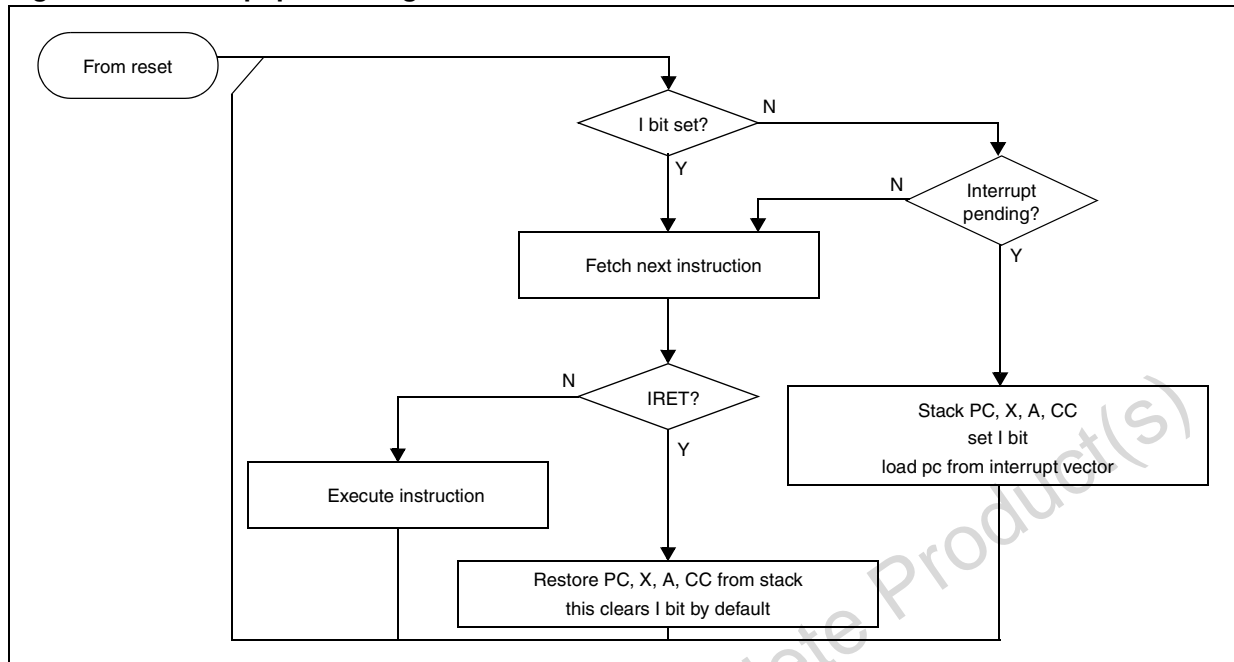 From reset
I bit set?
N
Y
Interrupt
pending?
N
Y
Fetch next instruction
IRET?
N
Y
Stack PC, X, A, CC
set I bit
load pc from interrupt vector
Execute instruction
Restore PC, X, A, CC from stack
this clears I bit by default
Product(s)